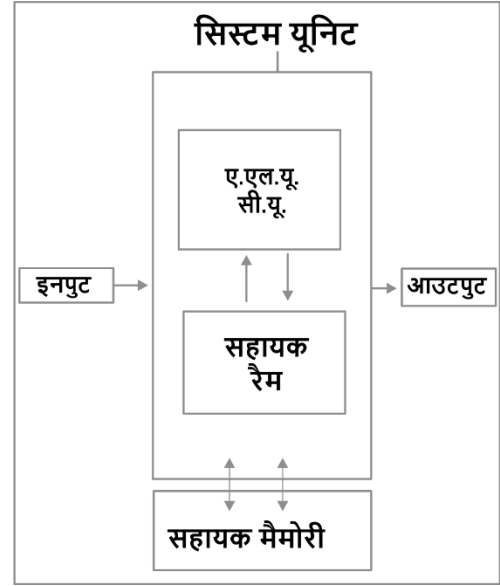 सिस्टम यूनिट
ए.एल.यू.
सी.यू.
इनपुट
आउटपुट
सहायक
रैम
सहायक मैमोरी